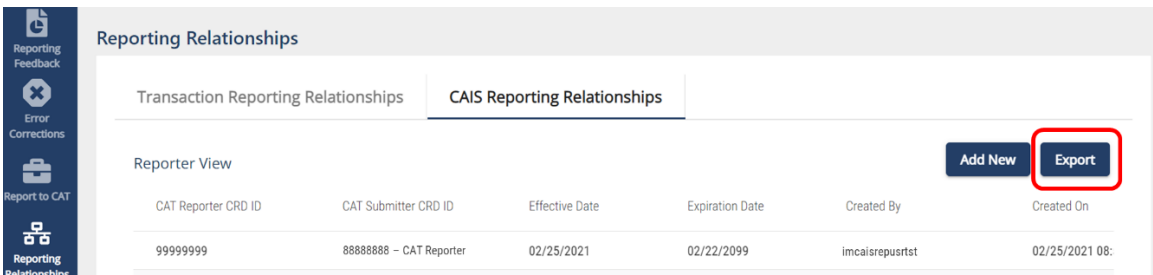 Reporting
Feedback
Error
Corrections
Report to CAT
Reporting
Relationships
Reporting Relationships
Transaction Reporting Relationships CAIS Reporting Relationships
Reporter View Add New Export
CAT Reporter CRD ID CAT Submitter CRD ID Effective Date Expiration Date Created By Created On
99999999 88888888 – CAT Reporter 02/25/2021 02/22/2099 imcaisrepusrtst 02/25/2021 08: